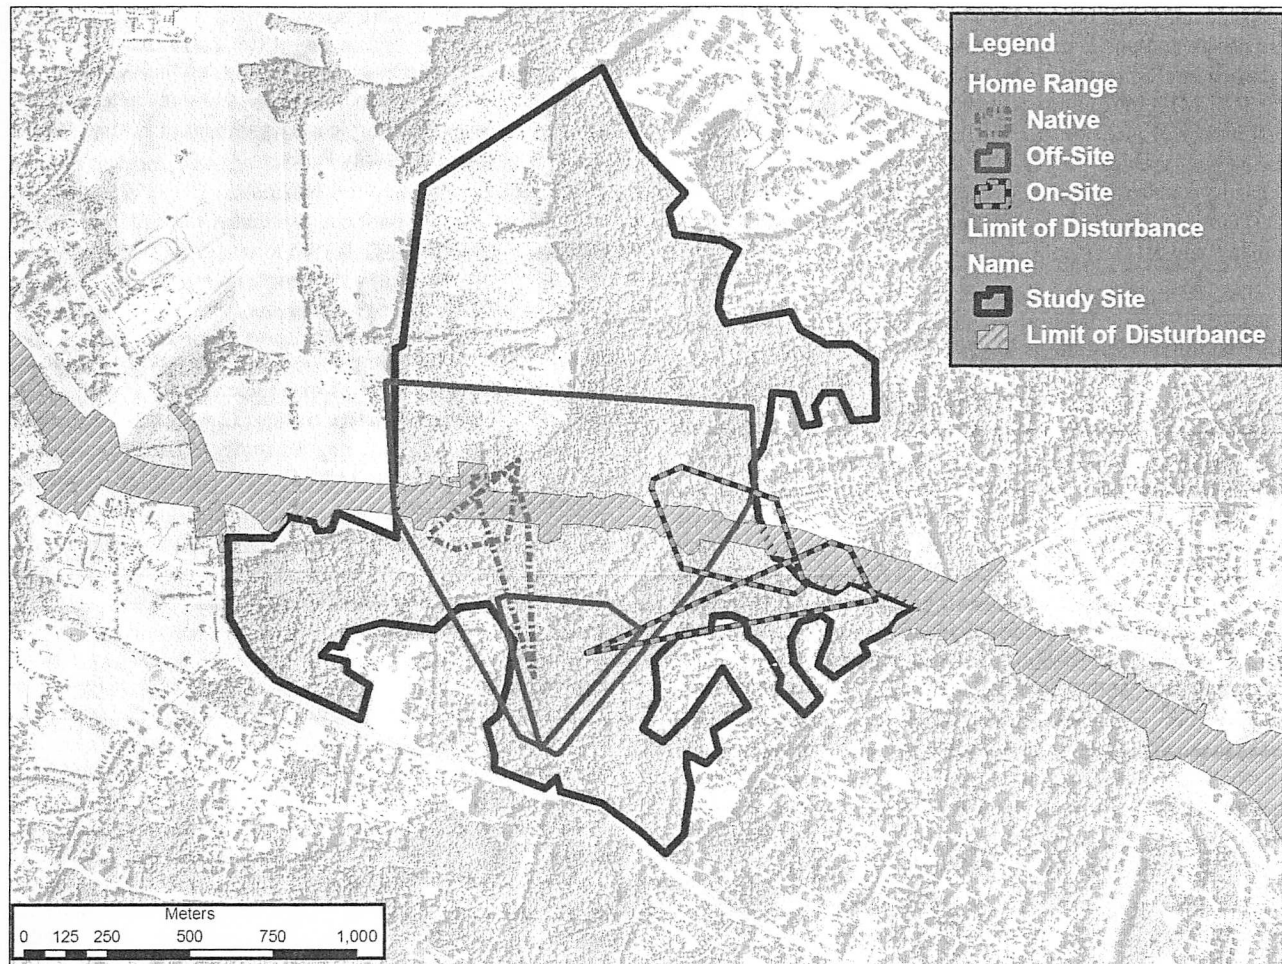 Legend
Home Range
Native
Off-Site
On-Site
Limit of Disturbance
Name
Study Site
Limit of Disturbance
Meters
0 125 250 500 750 1,000